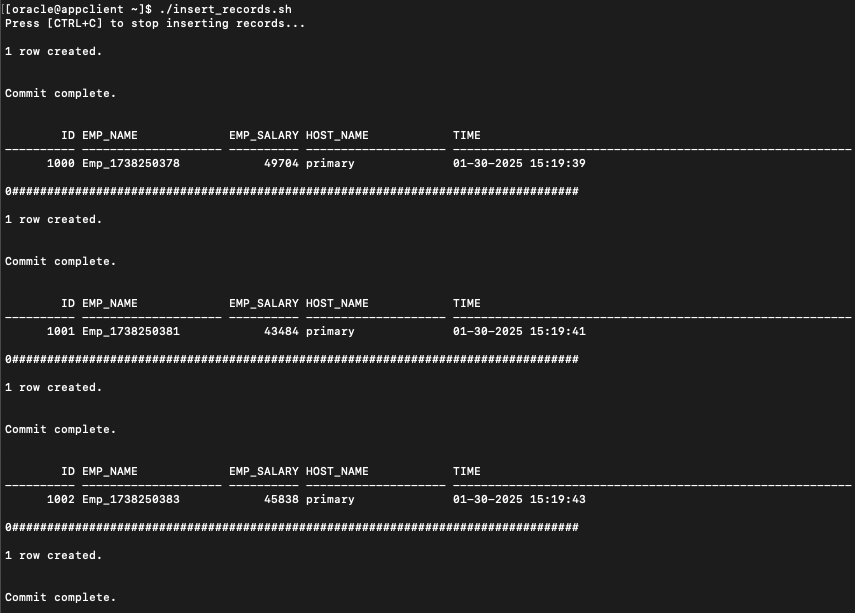 [[oracle@appclient ~]$ ./insert_records.sh
Press [CTRL+C] to stop inserting records...
1 row created.
Commit complete.
ID EMP_NAME EMP_SALARY HOST_NAME TIME
---------- -------------------- ---------- -------------------- ---------------------------------------------------------
1000 Emp_1738250378 49704 primary 01-30-2025 15:19:39
0#################################################################################
1 row created.
Commit complete.
ID EMP_NAME EMP_SALARY HOST_NAME TIME
---------- -------------------- ---------- -------------------- ---------------------------------------------------------
1001 Emp_1738250381 43484 primary 01-30-2025 15:19:41
0#################################################################################
1 row created.
Commit complete.
ID EMP_NAME EMP_SALARY HOST_NAME TIME
---------- -------------------- ---------- -------------------- ---------------------------------------------------------
1002 Emp_1738250383 45838 primary 01-30-2025 15:19:43
0#################################################################################
1 row created.
Commit complete.